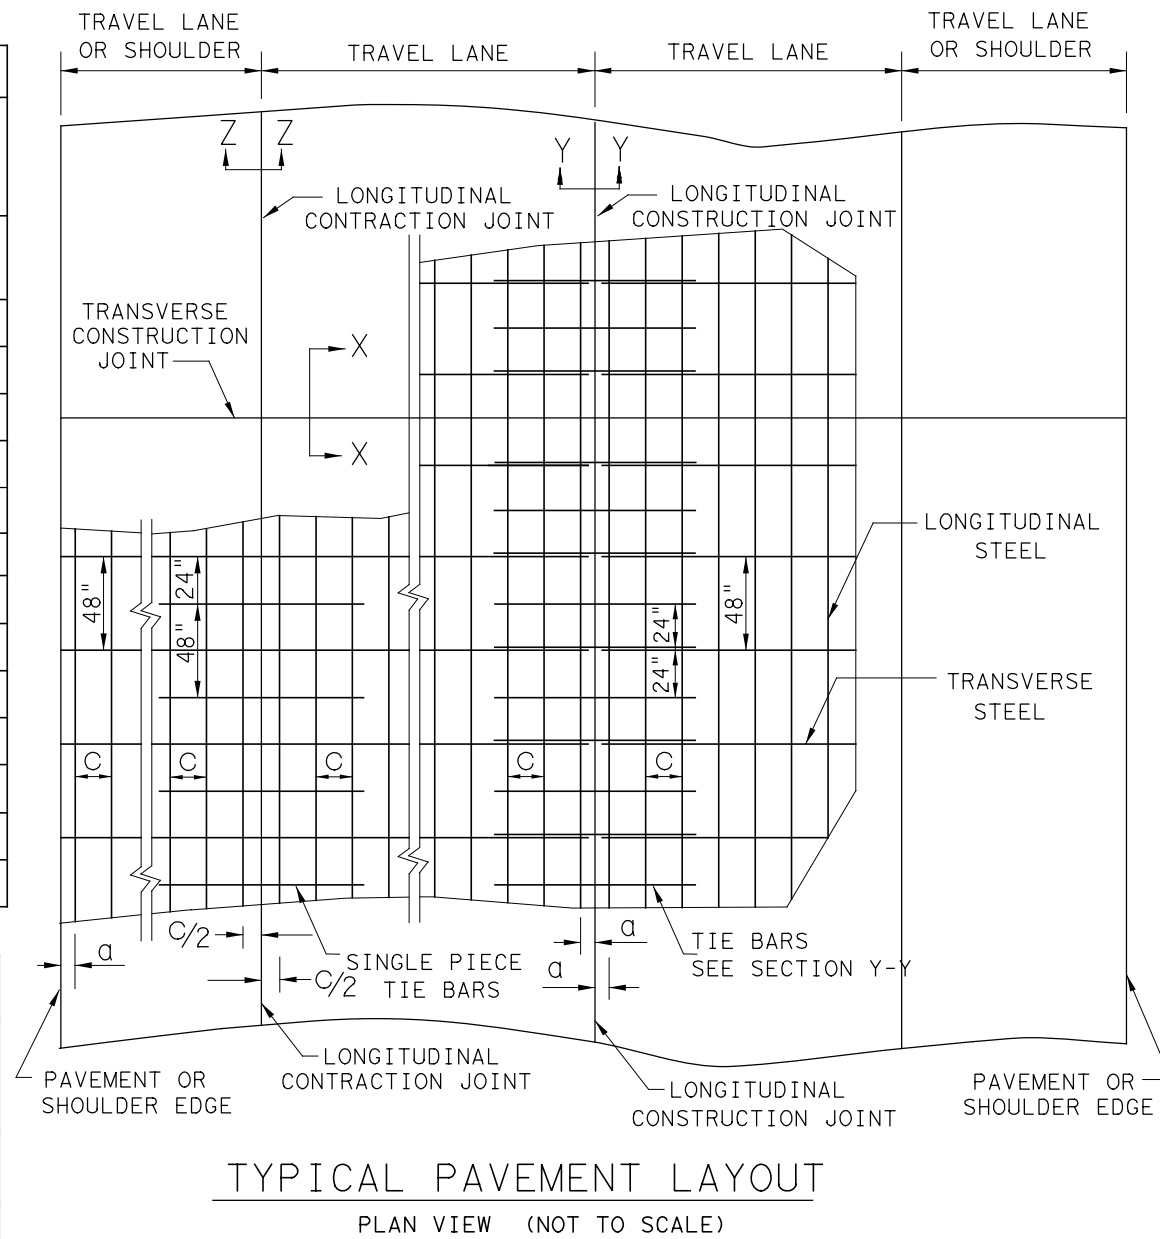 TRAVEL LANE
OR SHOULDER
TRAVEL LANE
TRAVEL LANE
TRAVEL LANE
OR SHOULDER
Z Z
Y Y
LONGITUDINAL
CONTRACTION JOINT
LONGITUDINAL
CONSTRUCTION JOINT
TRANSVERSE
CONSTRUCTION
JOINT
X
X
LONGITUDINAL
STEEL
48"
24"
48"
24"
24"
48"
TRANSVERSE
STEEL
C
C
C
C
C
a
C/2
C/2
SINGLE PIECE
TIE BARS
a
a
TIE BARS
SEE SECTION Y-Y
PAVEMENT OR
SHOULDER EDGE
LONGITUDINAL
CONTRACTION JOINT
LONGITUDINAL
CONSTRUCTION JOINT
PAVEMENT OR
SHOULDER EDGE
TYPICAL PAVEMENT LAYOUT
PLAN VIEW (NOT TO SCALE)